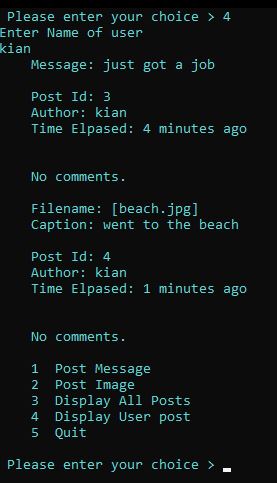 Please enter your choice > 4
Enter Name of user
kian
Message: just got a job
Post Id: 3
Author: kian
Time Elpased: 4 minutes ago
No comments.
Filename: [beach.jpg]
Caption: went to the beach
Post Id: 4
Author: kian
Time Elpased: 1 minutes ago
No comments.
1 Post Message
2 Post Image
3 Display All Posts
4 Display User post
5 Quit
Please enter your choice >